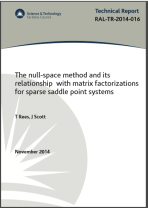 Science & Technology
Facilities Council
Technical Report
RAL-TR-2014-016
The null-space method and its
relationship with matrix factorizations
for sparse saddle point systems
T Rees, J Scott
November 2014